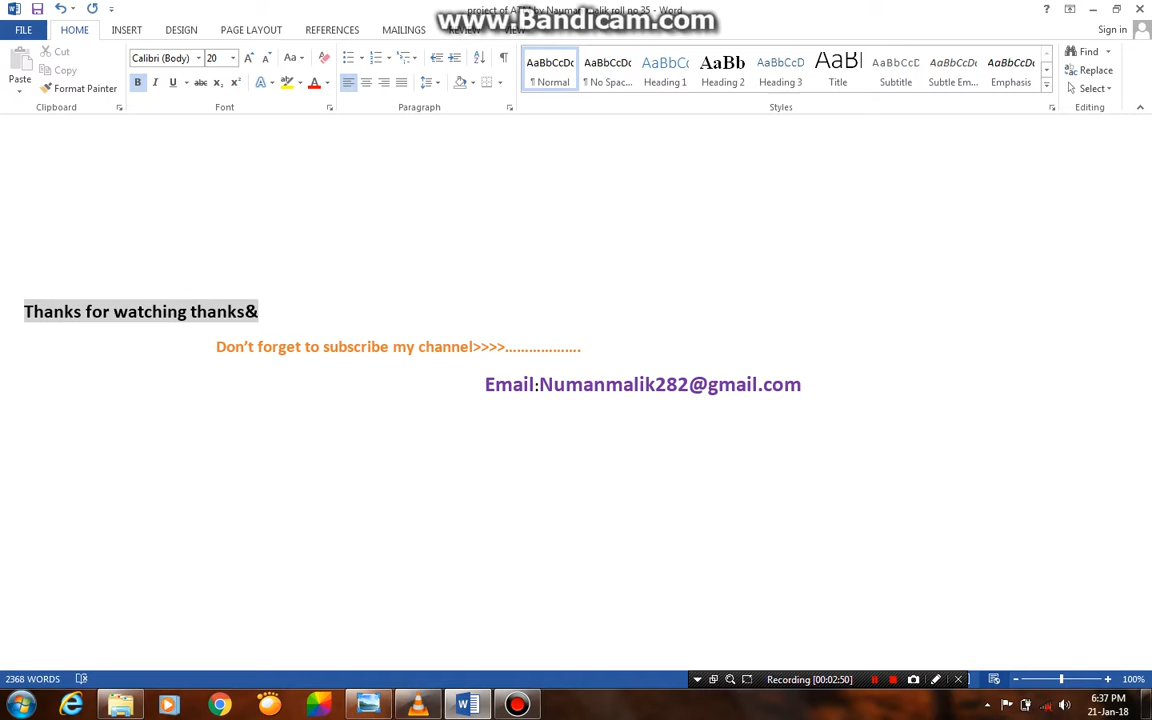 www.Bandicam.com
Sign in
FILE HOME INSERT DESIGN PAGE LAYOUT REFERENCES MAILINGS
Cut
Copy
Format Painter
Paste
Calibri (Body) 20
AaBbCcDc AaBbCcDc AaBbCc AaBb AaBbCcD AaB AaBbCcD AaBbCcDc AaBbCcDc
¶ Normal ¶ No Spac... Heading 1 Heading 2 Heading 3 Title Subtitle Subtle Em... Emphasis
Find
Replace
Select
Clipboard Font Paragraph Styles Editing
Thanks for watching thanks&
Don’t forget to subscribe my channel>>>>……………….
Email:Numanmalik282@gmail.com
2368 WORDS
Recording [00:02:50]
100%
6:37 PM
21-Jan-18